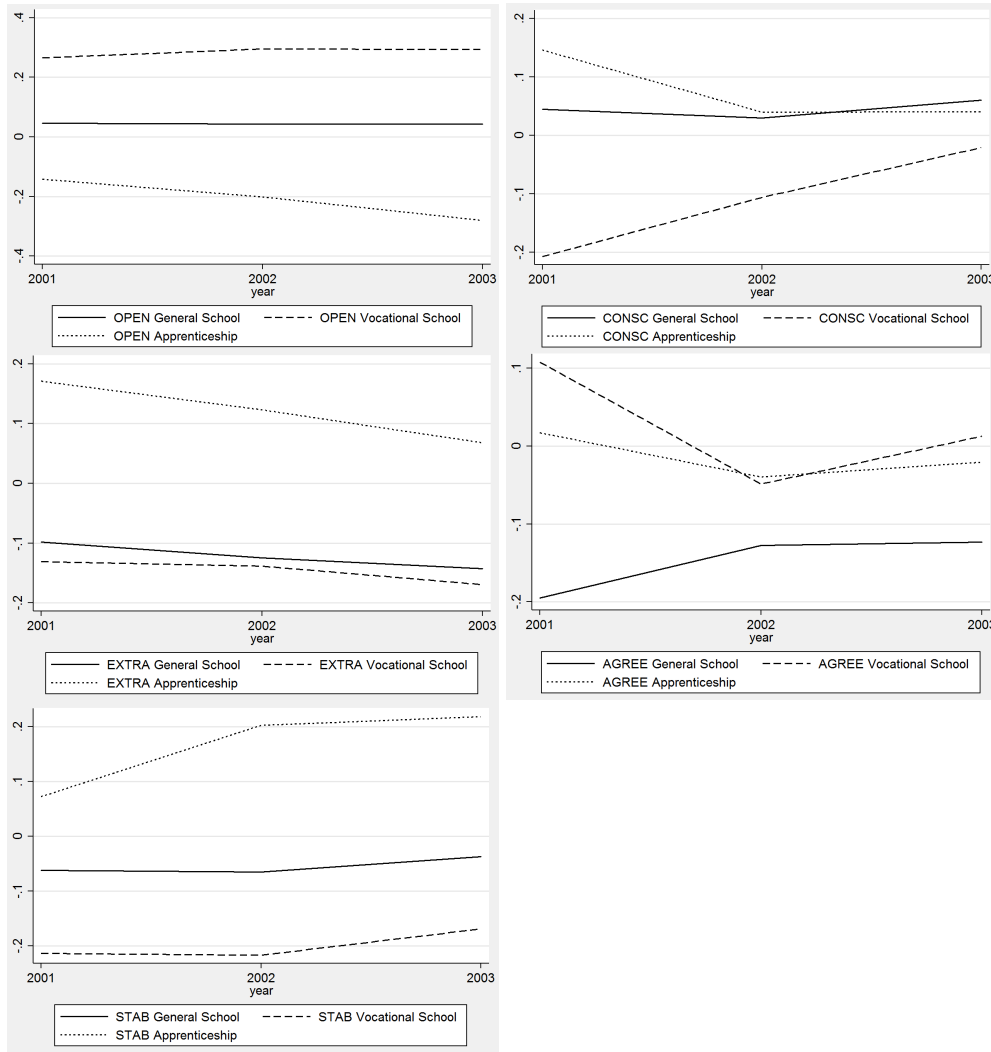 .4
.2
0
-.2
-.4
2001 2002 2003
year
OPEN General School OPEN Vocational School
OPEN Apprenticeship
.2
.1
0
-.1
-.2
2001 2002 2003
year
CONSC General School CONSC Vocational School
CONSC Apprenticeship
.2
.1
0
-.1
-.2
2001 2002 2003
year
EXTRA General School EXTRA Vocational School
EXTRA Apprenticeship
.1
0
-.1
-.2
2001 2002 2003
year
AGREE General School AGREE Vocational School
AGREE Apprenticeship
.2
.1
0
-.1
-.2
2001 2002 2003
year
STAB General School STAB Vocational School
STAB Apprenticeship